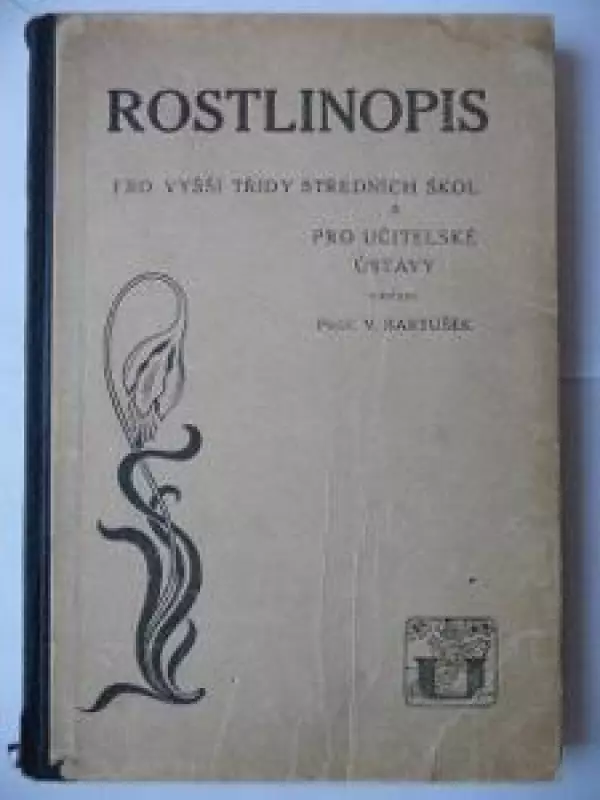 ROSTLINOPIS
PRO VYŠŠÍ TŘÍDY STŘEDNÍCH ŠKOL
A
PRO UČITELSKÉ
ÚSTAVY
PROF. V. BARTUŠEK
U